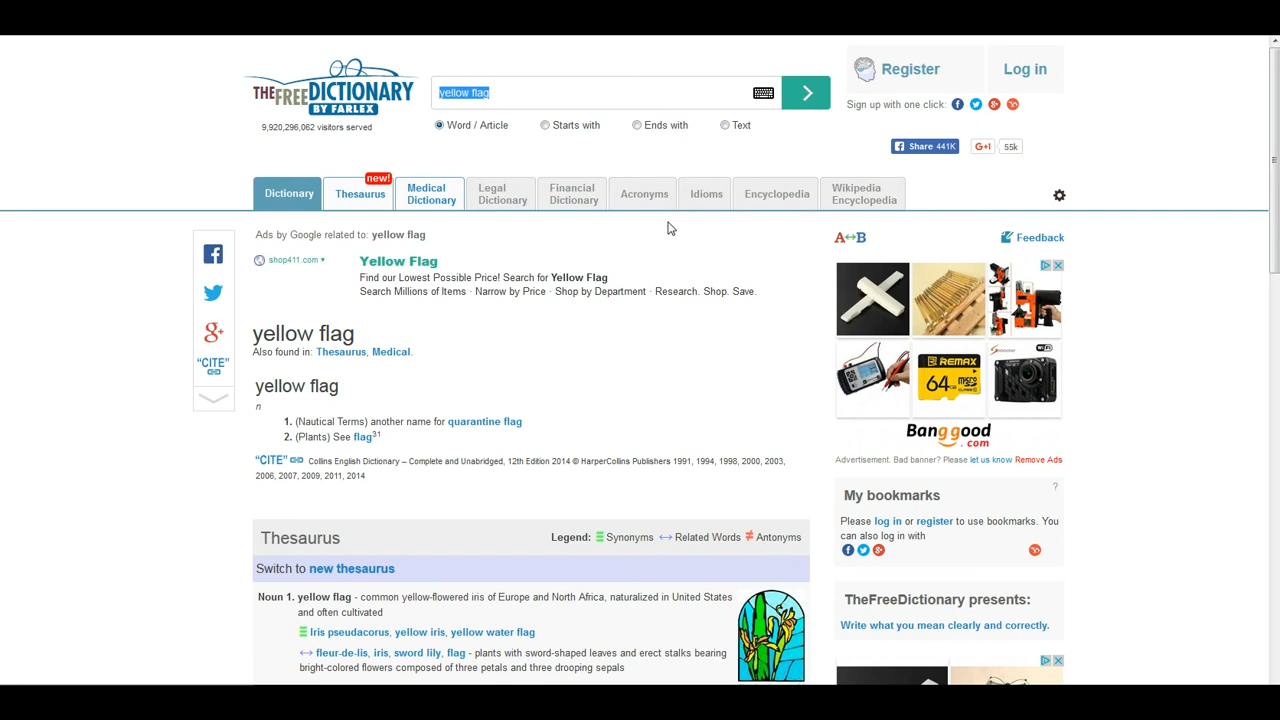 THE FREE DICTIONARY
BY FARLEX
9,920,296,062 visitors served
yellow flag
Word / Article Starts with Ends with Text
Register Log in
Sign up with one click:
Share 441K G+1 55k
Dictionary Thesaurus new! Medical Dictionary Legal Dictionary Financial Dictionary Acronyms Idioms Encyclopedia Wikipedia Encyclopedia
Ads by Google related to: yellow flag
shop411.com
Yellow Flag
Find our Lowest Possible Price! Search for Yellow Flag
Search Millions of Items · Narrow by Price · Shop by Department · Research. Shop. Save.
"CITE"
yellow flag
Also found in: Thesaurus, Medical.
yellow flag
n
1. (Nautical Terms) another name for quarantine flag
2. (Plants) See flag31
"CITE" Collins English Dictionary – Complete and Unabridged, 12th Edition 2014 © HarperCollins Publishers 1991, 1994, 1998, 2000, 2003,
2006, 2007, 2009, 2011, 2014
Thesaurus Legend: Synonyms Related Words Antonyms
Switch to new thesaurus
Noun 1. yellow flag - common yellow-flowered iris of Europe and North Africa, naturalized in United States
and often cultivated
Iris pseudacorus, yellow iris, yellow water flag
fleur-de-lis, iris, sword lily, flag - plants with sword-shaped leaves and erect stalks bearing
bright-colored flowers composed of three petals and three drooping sepals
A B Feedback
REMAX
64GB
micro
Banggood
.com
Advertisement. Bad banner? Please let us know Remove Ads
My bookmarks ?
Please log in or register to use bookmarks. You
can also log in with
TheFreeDictionary presents:
Write what you mean clearly and correctly.